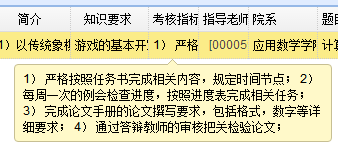 简介 知识要求 考核指标 指导老师 院系 题目
1）以传统象棋 游戏的基本开发 1） 严格 [00005 应用数学学院 计算
1） 严格按照任务书完成相关内容，规定时间节点； 2）
每周一次的例会检查进度，按照进度表完成相关任务；
3） 完成论文手册的论文撰写要求，包括格式，数字等详
细要求； 4） 通过答辩教师的审核把关检验论文；